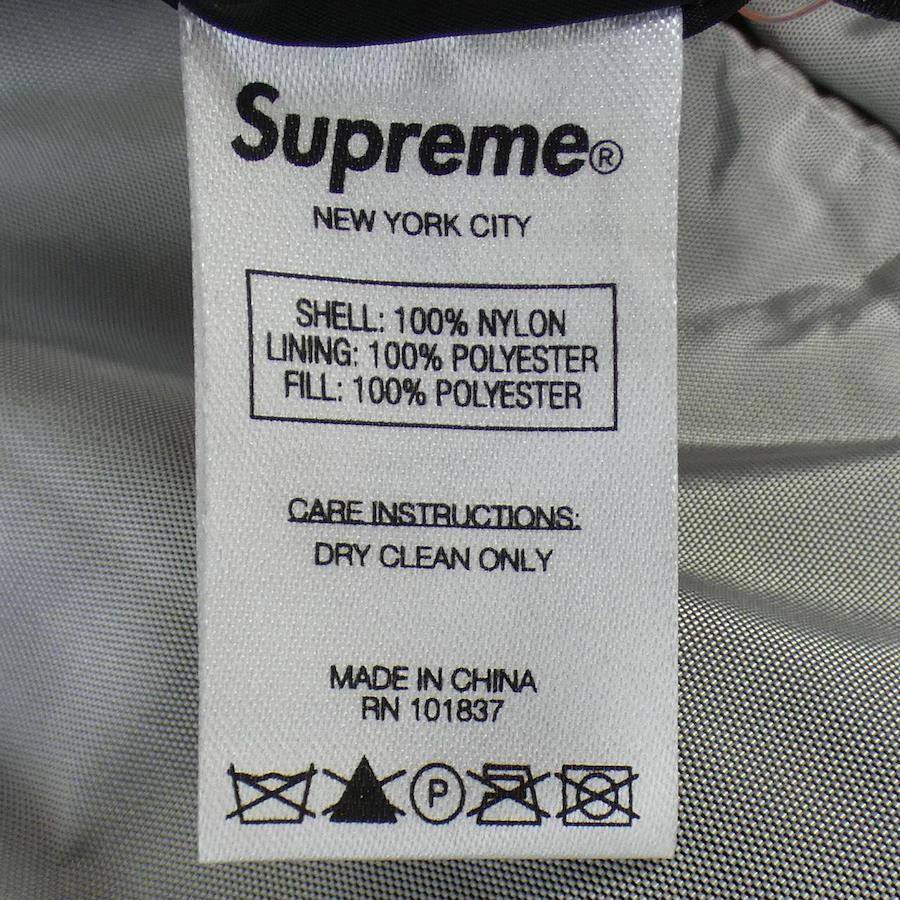 Supreme®
NEW YORK CITY
SHELL: 100% NYLON
LINING: 100% POLYESTER
FILL: 100% POLYESTER
CARE INSTRUCTIONS:
DRY CLEAN ONLY
MADE IN CHINA
RN 101837
P